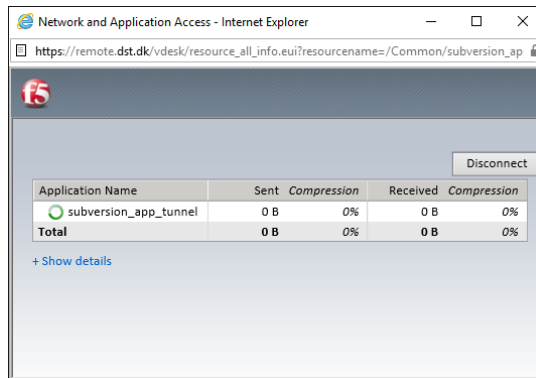 Network and Application Access - Internet Explorer
https://remote.dst.dk/vdesk/resource_all_info.eui?resourcename=/Common/subversion_ap
f5
Disconnect
Application Name Sent Compression Received Compression
subversion_app_tunnel 0 B 0% 0 B 0%
Total 0 B 0% 0 B 0%
+ Show details